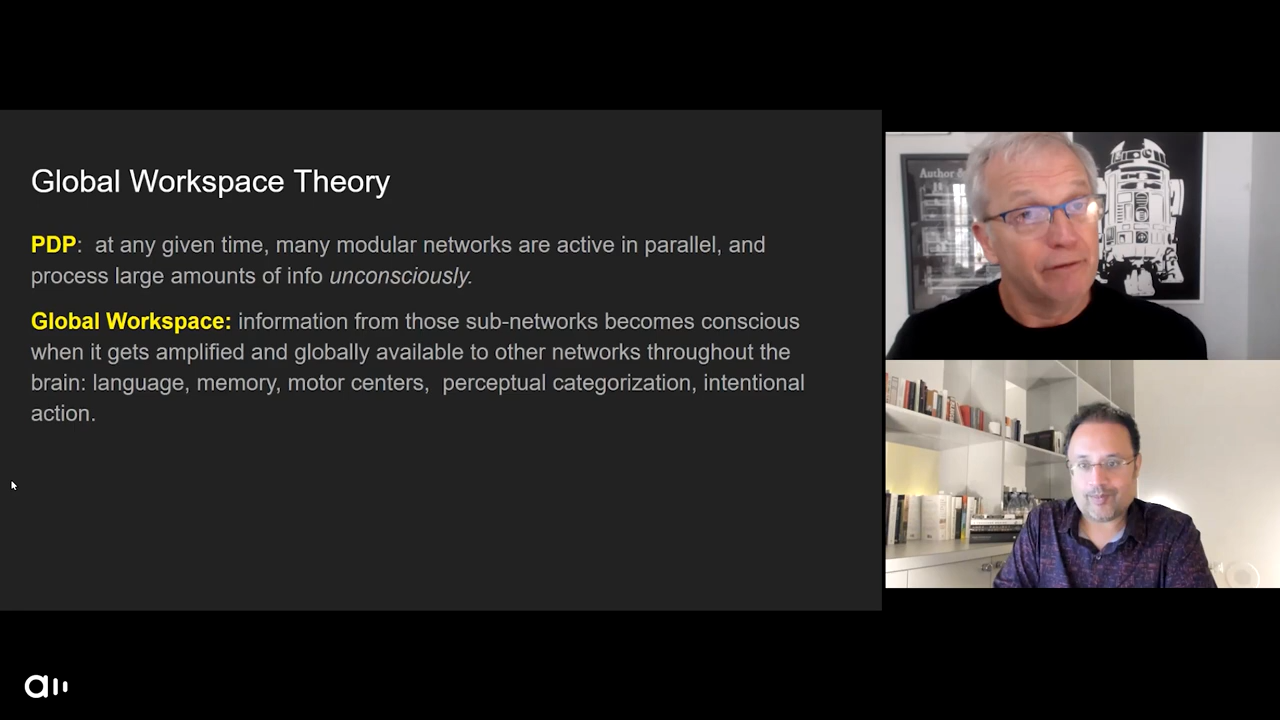 Global Workspace Theory
PDP:  at any given time, many modular networks are active in parallel, and
process large amounts of info unconsciously.
Global Workspace: information from those sub-networks becomes conscious
when it gets amplified and globally available to other networks throughout the
brain: language, memory, motor centers,  perceptual categorization, intentional
action.
Author &